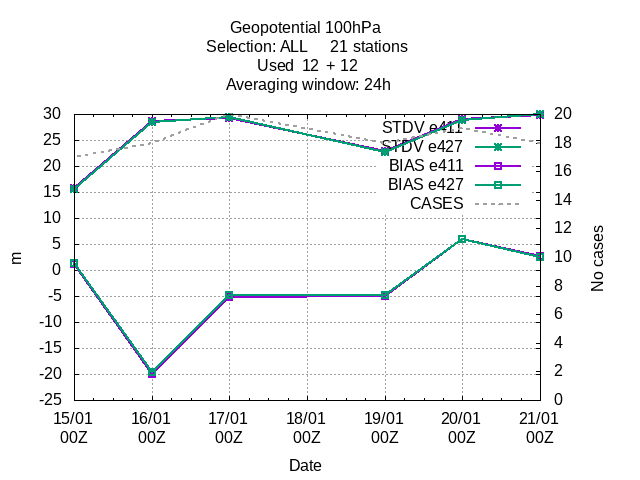 Geopotential 100hPa
Selection: ALL     21 stations
Used  12  + 12
Averaging window: 24h
30
25
20
15
10
5
0
-5
-10
-15
-20
-25
m
STDV e411
STDV e427
BIAS e411
BIAS e427
CASES
20
18
16
14
12
10
8
6
4
2
0
No cases
15/01 16/01 17/01 18/01 19/01 20/01 21/01
00Z 00Z 00Z 00Z 00Z 00Z 00Z
Date